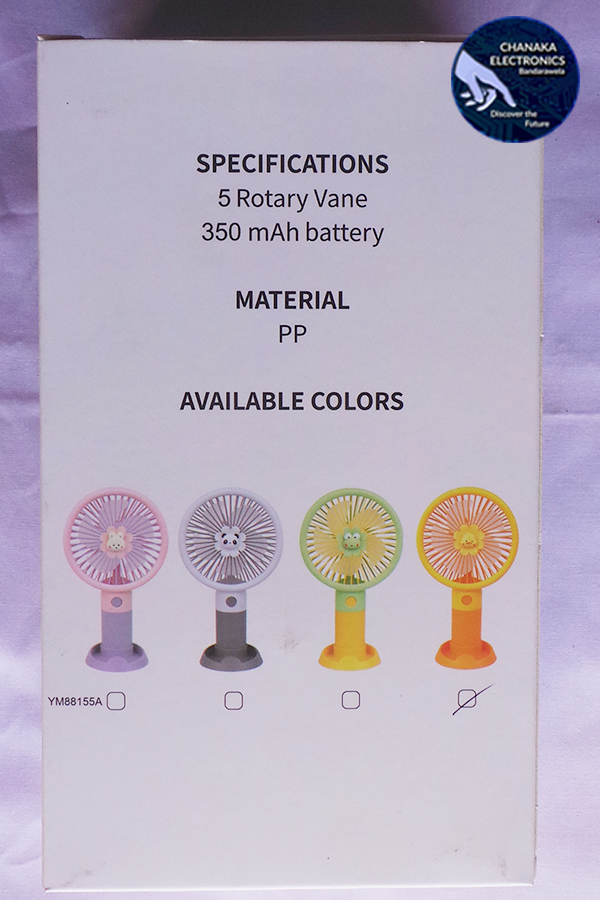 CHANAKA
ELECTRONICS
Bandarawela
Discover the
Future
SPECIFICATIONS
5 Rotary Vane
350 mAh battery
MATERIAL
PP
AVAILABLE COLORS
YM88155A